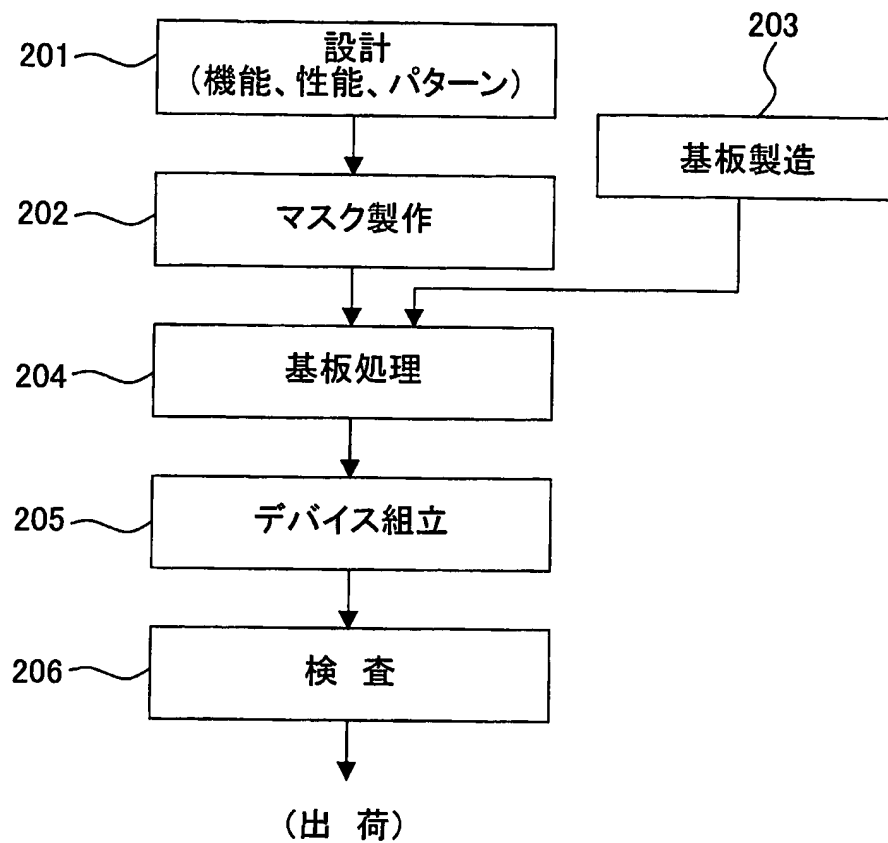 201
設計
(機能、性能、パターン)
203
基板製造
202
マスク製作
204
基板処理
205
デバイス組立
206
検 査
(出 荷)